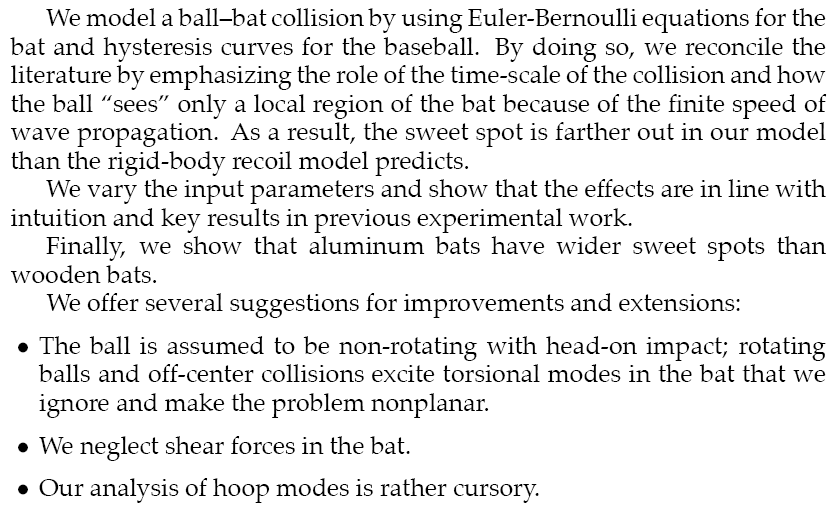 We model a ball–bat collision by using Euler-Bernoulli equations for the
bat and hysteresis curves for the baseball. By doing so, we reconcile the
literature by emphasizing the role of the time-scale of the collision and how
the ball “sees” only a local region of the bat because of the finite speed of
wave propagation. As a result, the sweet spot is farther out in our model
than the rigid-body recoil model predicts.
We vary the input parameters and show that the effects are in line with
intuition and key results in previous experimental work.
Finally, we show that aluminum bats have wider sweet spots than
wooden bats.
We offer several suggestions for improvements and extensions:
• The ball is assumed to be non-rotating with head-on impact; rotating
balls and off-center collisions excite torsional modes in the bat that we
ignore and make the problem nonplanar.
• We neglect shear forces in the bat.
• Our analysis of hoop modes is rather cursory.